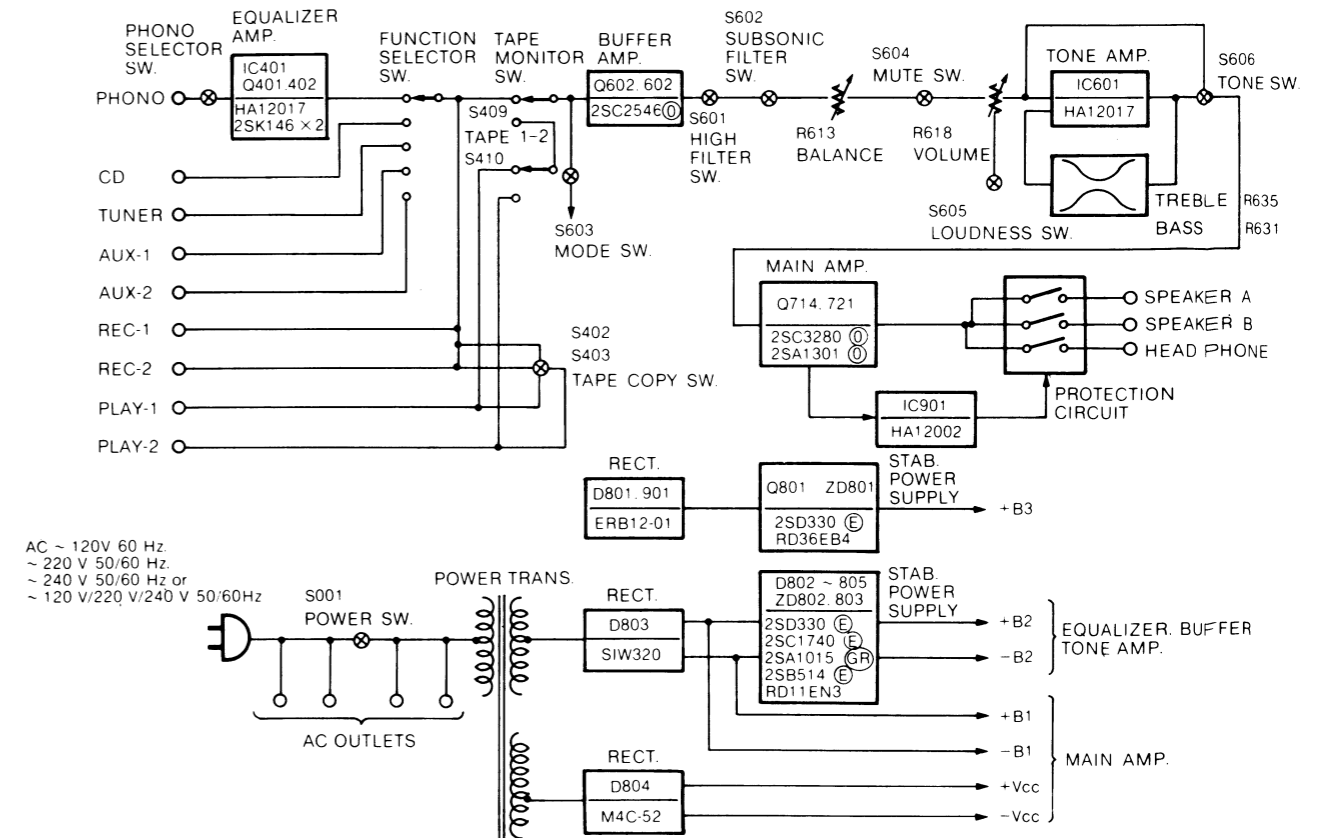 PHONO
SELECTOR
SW.
EQUALIZER
AMP.
FUNCTION
SELECTOR
SW.
TAPE
MONITOR
SW.
BUFFER
AMP.
S602
SUBSONIC
FILTER
SW.
S604
MUTE SW.
TONE AMP.
S606
TONE SW.
PHONO
IC401
Q401.402
HA12017
2SK146 × 2
S409
TAPE 1-2
S410
Q602.602
2SC2546 Ⓞ
S601
HIGH
FILTER
SW.
R613
BALANCE
R618
VOLUME
IC601
HA12017
CD
TUNER
AUX-1
AUX-2
REC-1
REC-2
PLAY-1
PLAY-2
S603
MODE SW.
S605
LOUDNESS SW.
TREBLE R635
BASS R631
S402
S403
TAPE COPY SW.
MAIN AMP.
Q714.721
2SC3280 Ⓞ
2SA1301 Ⓞ
SPEAKER A
SPEAKER B
HEAD PHONE
PROTECTION
CIRCUIT
IC901
HA12002
RECT.
D801.901
ERB12-01
Q801 ZD801
2SD330 Ⓔ
RD36EB4
STAB.
POWER
SUPPLY
+B3
AC ~ 120V 60 Hz.
~ 220 V 50/60 Hz.
~ 240 V 50/60 Hz or
~ 120 V/220 V/240 V 50/60Hz
S001
POWER SW.
AC OUTLETS
POWER TRANS.
RECT.
D803
SIW320
D802 ~ 805
ZD802.803
2SD330 Ⓔ
2SC1740 Ⓔ
2SA1015 GR
2SB514 Ⓔ
RD11EN3
STAB.
POWER
SUPPLY
+B2
-B2
EQUALIZER. BUFFER
TONE AMP.
+B1
-B1
+Vcc
-Vcc
MAIN AMP.
RECT.
D804
M4C-52